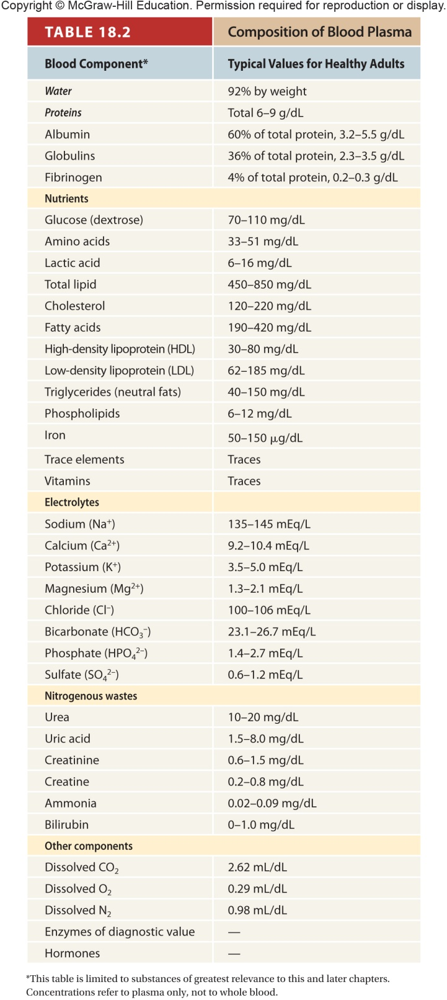 Copyright © McGraw-Hill Education. Permission required for reproduction or display.
TABLE 18.2 Composition of Blood Plasma
Blood Component* Typical Values for Healthy Adults
Water 92% by weight
Proteins Total 6–9 g/dL
Albumin 60% of total protein, 3.2–5.5 g/dL
Globulins 36% of total protein, 2.3–3.5 g/dL
Fibrinogen 4% of total protein, 0.2–0.3 g/dL
Nutrients
Glucose (dextrose) 70–110 mg/dL
Amino acids 33–51 mg/dL
Lactic acid 6–16 mg/dL
Total lipid 450–850 mg/dL
Cholesterol 120–220 mg/dL
Fatty acids 190–420 mg/dL
High-density lipoprotein (HDL) 30–80 mg/dL
Low-density lipoprotein (LDL) 62–185 mg/dL
Triglycerides (neutral fats) 40–150 mg/dL
Phospholipids 6–12 mg/dL
Iron 50–150 μg/dL
Trace elements Traces
Vitamins Traces
Electrolytes
Sodium (Na⁺) 135–145 mEq/L
Calcium (Ca²⁺) 9.2–10.4 mEq/L
Potassium (K⁺) 3.5–5.0 mEq/L
Magnesium (Mg²⁺) 1.3–2.1 mEq/L
Chloride (Cl⁻) 100–106 mEq/L
Bicarbonate (HCO₃⁻) 23.1–26.7 mEq/L
Phosphate (HPO₄²⁻) 1.4–2.7 mEq/L
Sulfate (SO₄²⁻) 0.6–1.2 mEq/L
Nitrogenous wastes
Urea 10–20 mg/dL
Uric acid 1.5–8.0 mg/dL
Creatinine 0.6–1.5 mg/dL
Creatine 0.2–0.8 mg/dL
Ammonia 0.02–0.09 mg/dL
Bilirubin 0–1.0 mg/dL
Other components
Dissolved CO₂ 2.62 mL/dL
Dissolved O₂ 0.29 mL/dL
Dissolved N₂ 0.98 mL/dL
Enzymes of diagnostic value —
Hormones —
*This table is limited to substances of greatest relevance to this and later chapters.
Concentrations refer to plasma only, not to whole blood.